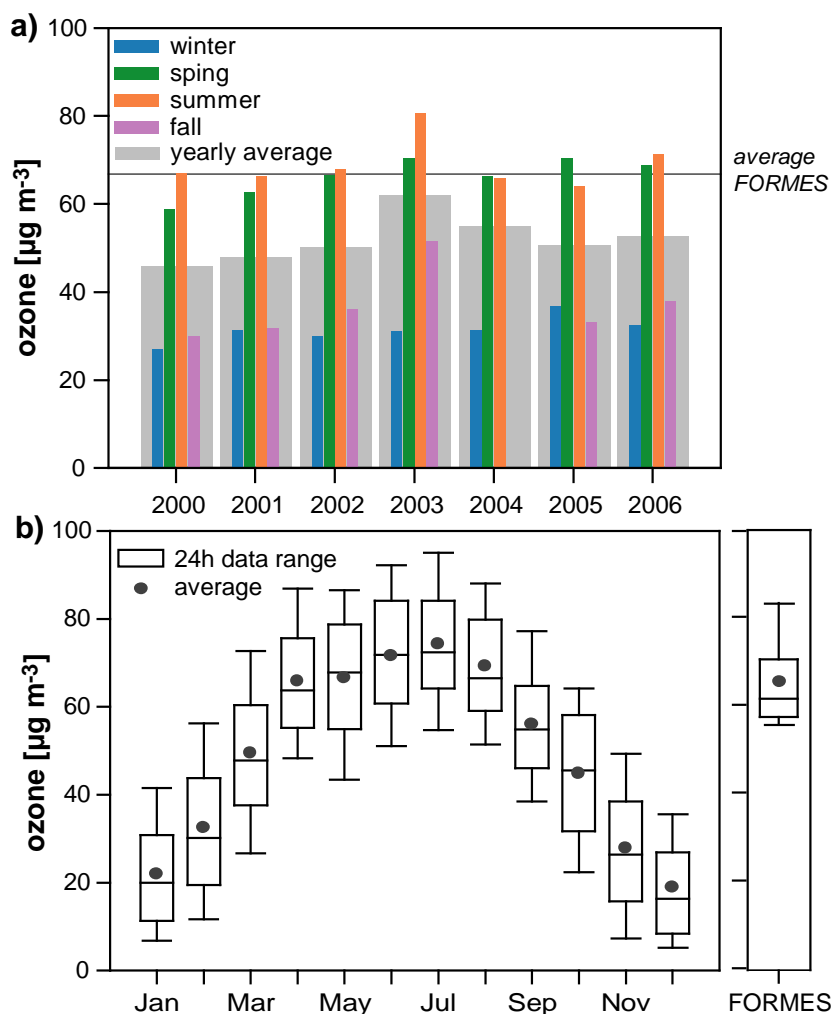 a)
100
80
60
40
20
0
ozone [µg m-3]
winter
sping
summer
fall
yearly average
average
FORMES
2000 2001 2002 2003 2004 2005 2006
b)
100
80
60
40
20
0
ozone [µg m-3]
24h data range
average
Jan Mar May Jul Sep Nov FORMES